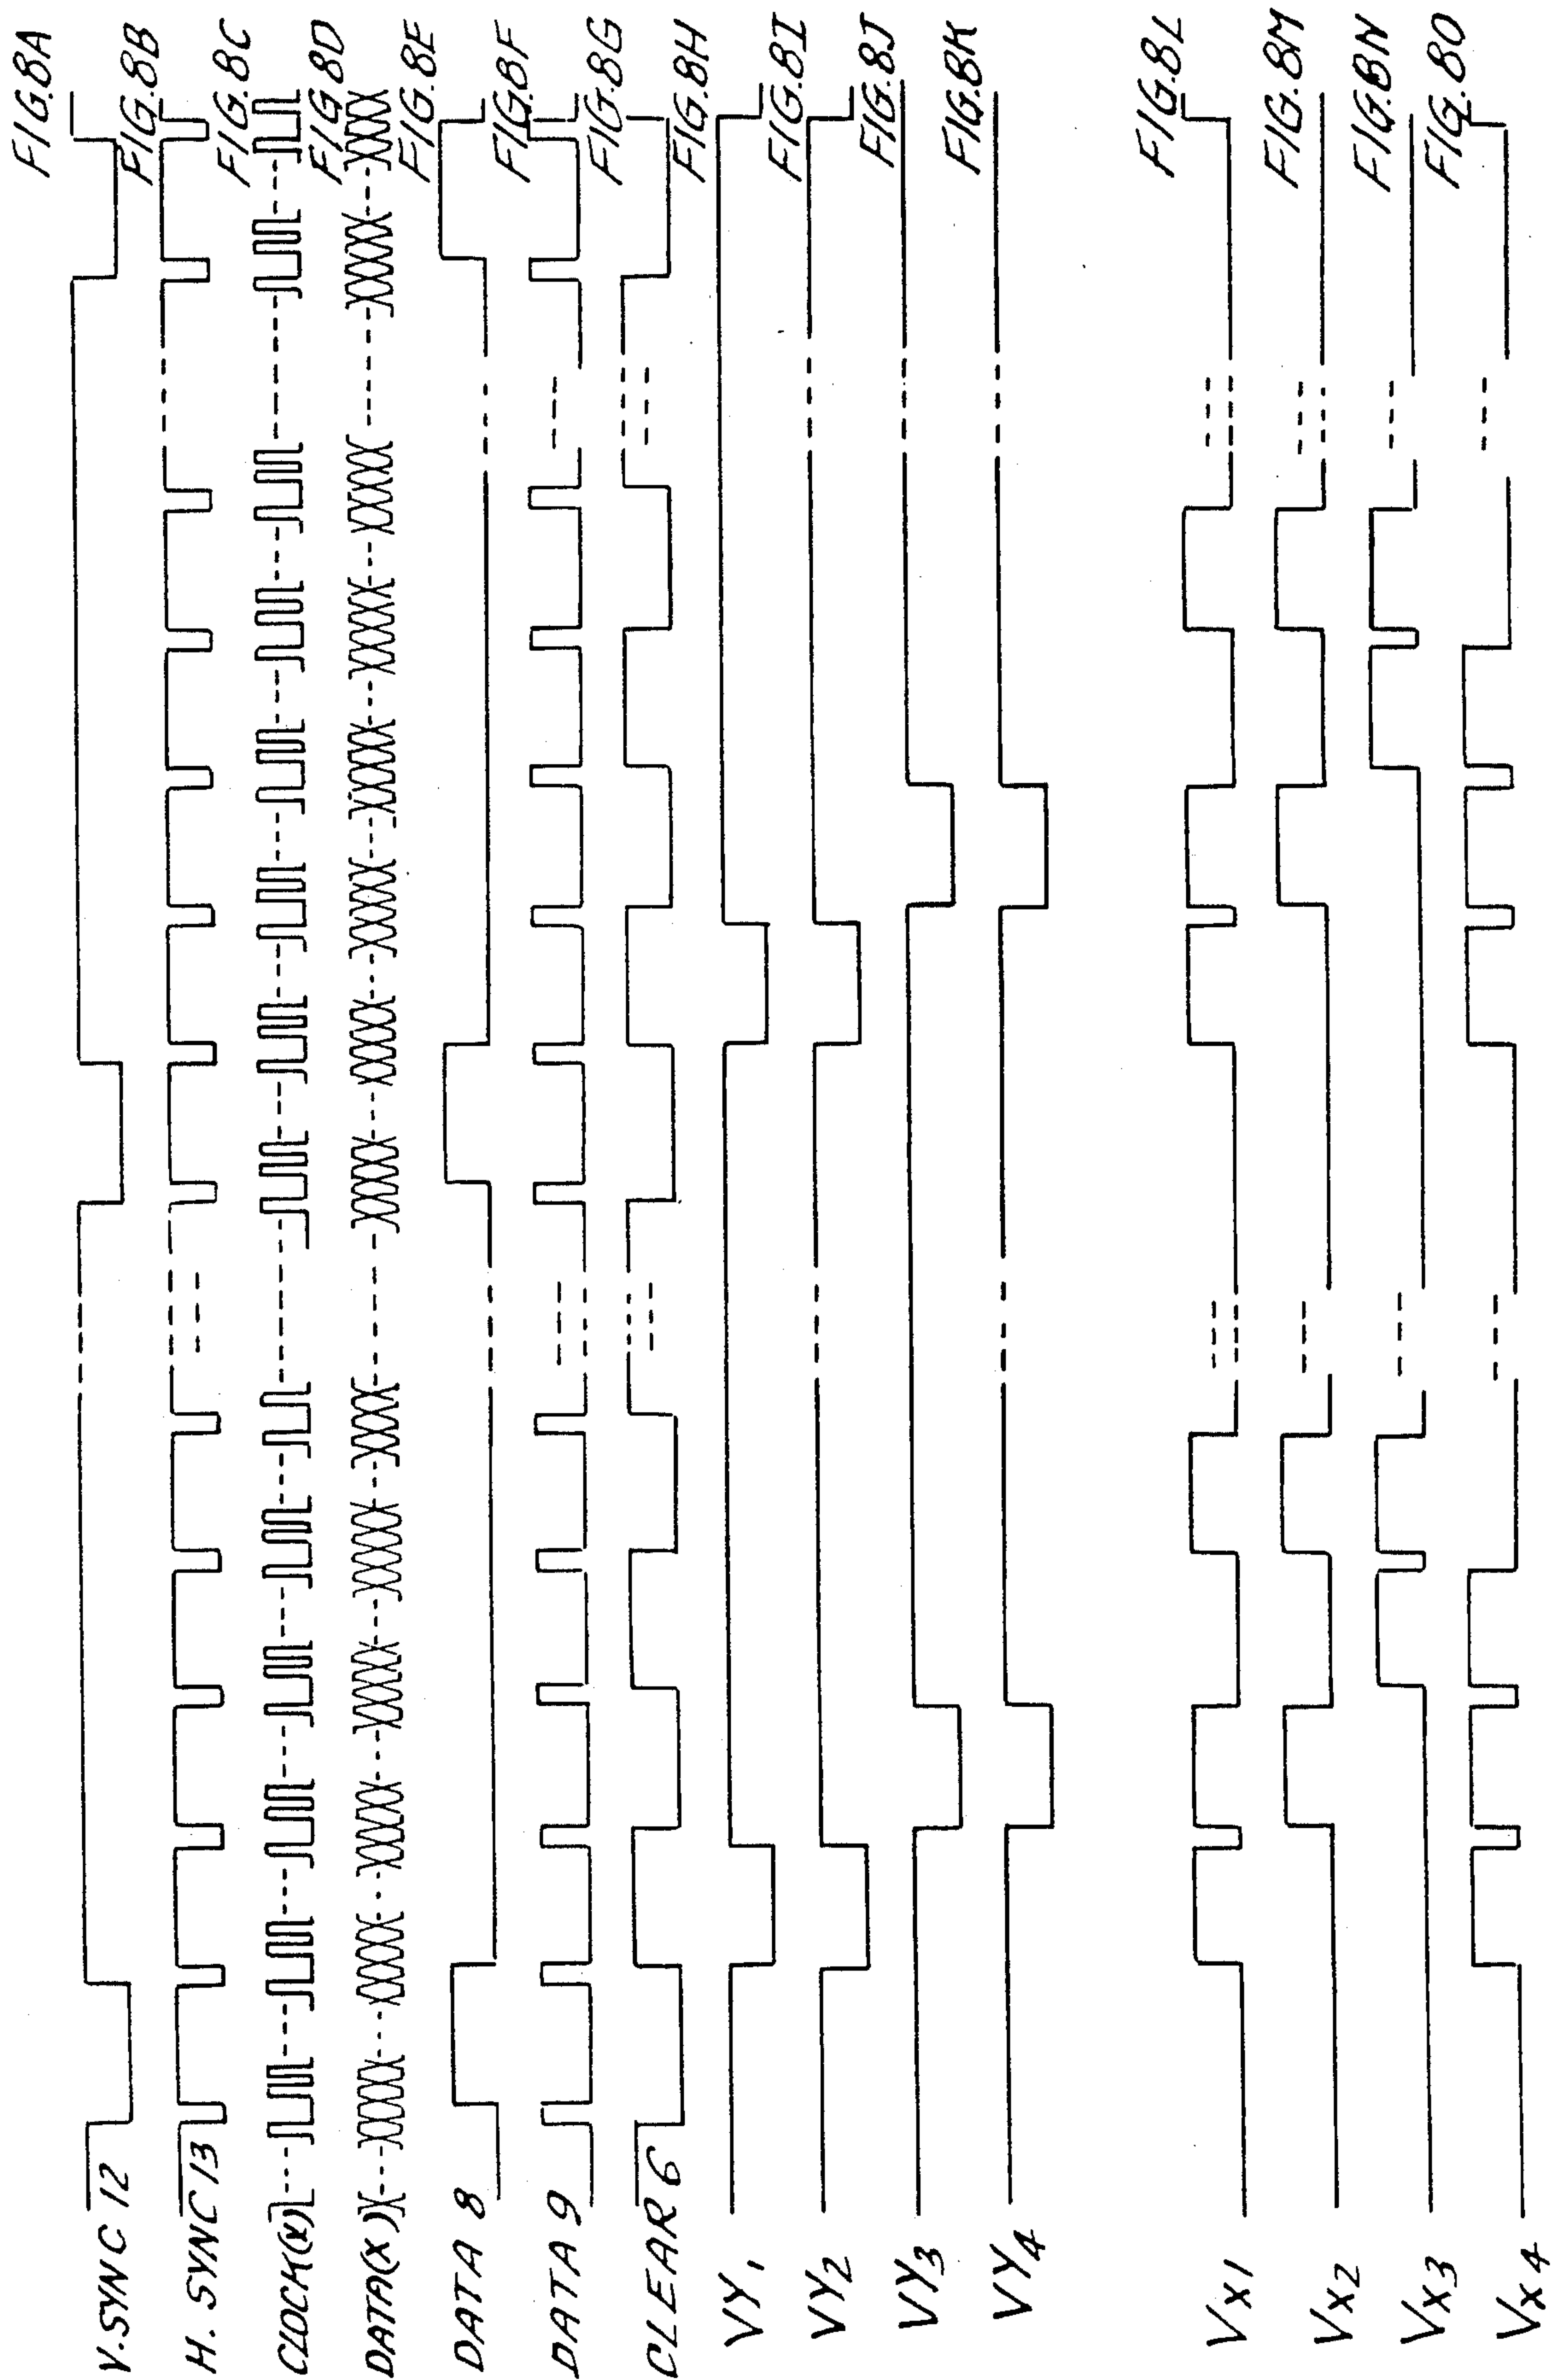 FIG.8A
V.SYNC 12
FIG.8B
H. SYNC 13
FIG.8C
CLOCK(X)
FIG.8D
DATA(X)
FIG.8E
DATA 8
FIG.8F
DATA 9
FIG.8G
CLEAR 6
FIG.8H
VY1
FIG.8I
VY2
FIG.8J
VY3
FIG.8K
VY4
FIG.8L
VX1
FIG.8M
VX2
FIG.8N
VX3
FIG.8O
VX4